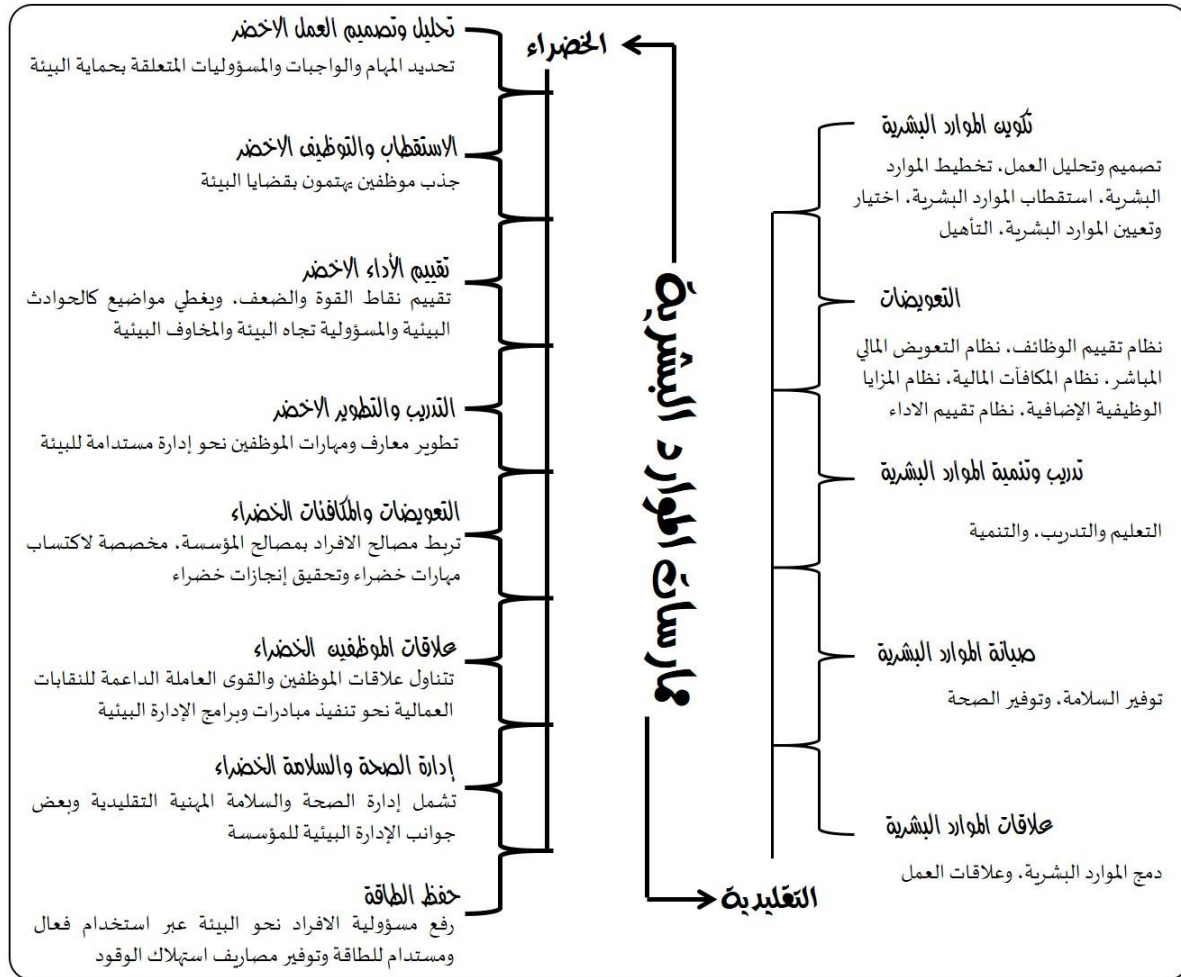 ممارسات الموارد البشرية
التقليدية
تكوين الموارد البشرية
تصميم وتحليل العمل، تخطيط الموارد
البشرية، استقطاب الموارد البشرية، اختيار
وتعيين الموارد البشرية، التأهيل
التعويضات
نظام تقييم الوظائف، نظام التعويض المالي
المباشر، نظام المكافآت المالية، نظام المزايا
الوظيفية الإضافية، نظام تقييم الاداء
تدريب وتنمية الموارد البشرية
التعليم والتدريب، والتنمية
صيانة الموارد البشرية
توفير السلامة، وتوفير الصحة
علاقات الموارد البشرية
دمج الموارد البشرية، وعلاقات العمل
الخضراء
تحليل وتصميم العمل الاخضر
تحديد المهام والواجبات والمسؤوليات المتعلقة بحماية البيئة
الاستقطاب والتوظيف الاخضر
جذب موظفين يهتمون بقضايا البيئة
تقييم الأداء الاخضر
تقييم نقاط القوة والضعف، ويغطي مواضيع كالحوادث
البيئية والمسؤولية تجاه البيئة والمخاوف البيئية
التدريب والتطوير الاخضر
تطوير معارف ومهارات الموظفين نحو إدارة مستدامة للبيئة
التعويضات والمكافئات الخضراء
تربط مصالح الافراد بمصالح المؤسسة، مخصصة لاكتساب
مهارات خضراء وتحقيق إنجازات خضراء
علاقات الموظفين الخضراء
تتناول علاقات الموظفين والقوى العاملة الداعمة للنقابات
العمالية نحو تنفيذ مبادرات وبرامج الإدارة البيئية
إدارة الصحة والسلامة الخضراء
تشمل إدارة الصحة والسلامة المهنية التقليدية وبعض
جوانب الإدارة البيئية للمؤسسة
حفظ الطاقة
رفع مسؤولية الافراد نحو البيئة عبر استخدام فعال
ومستدام للطاقة وتوفير مصاريف استهلاك الوقود